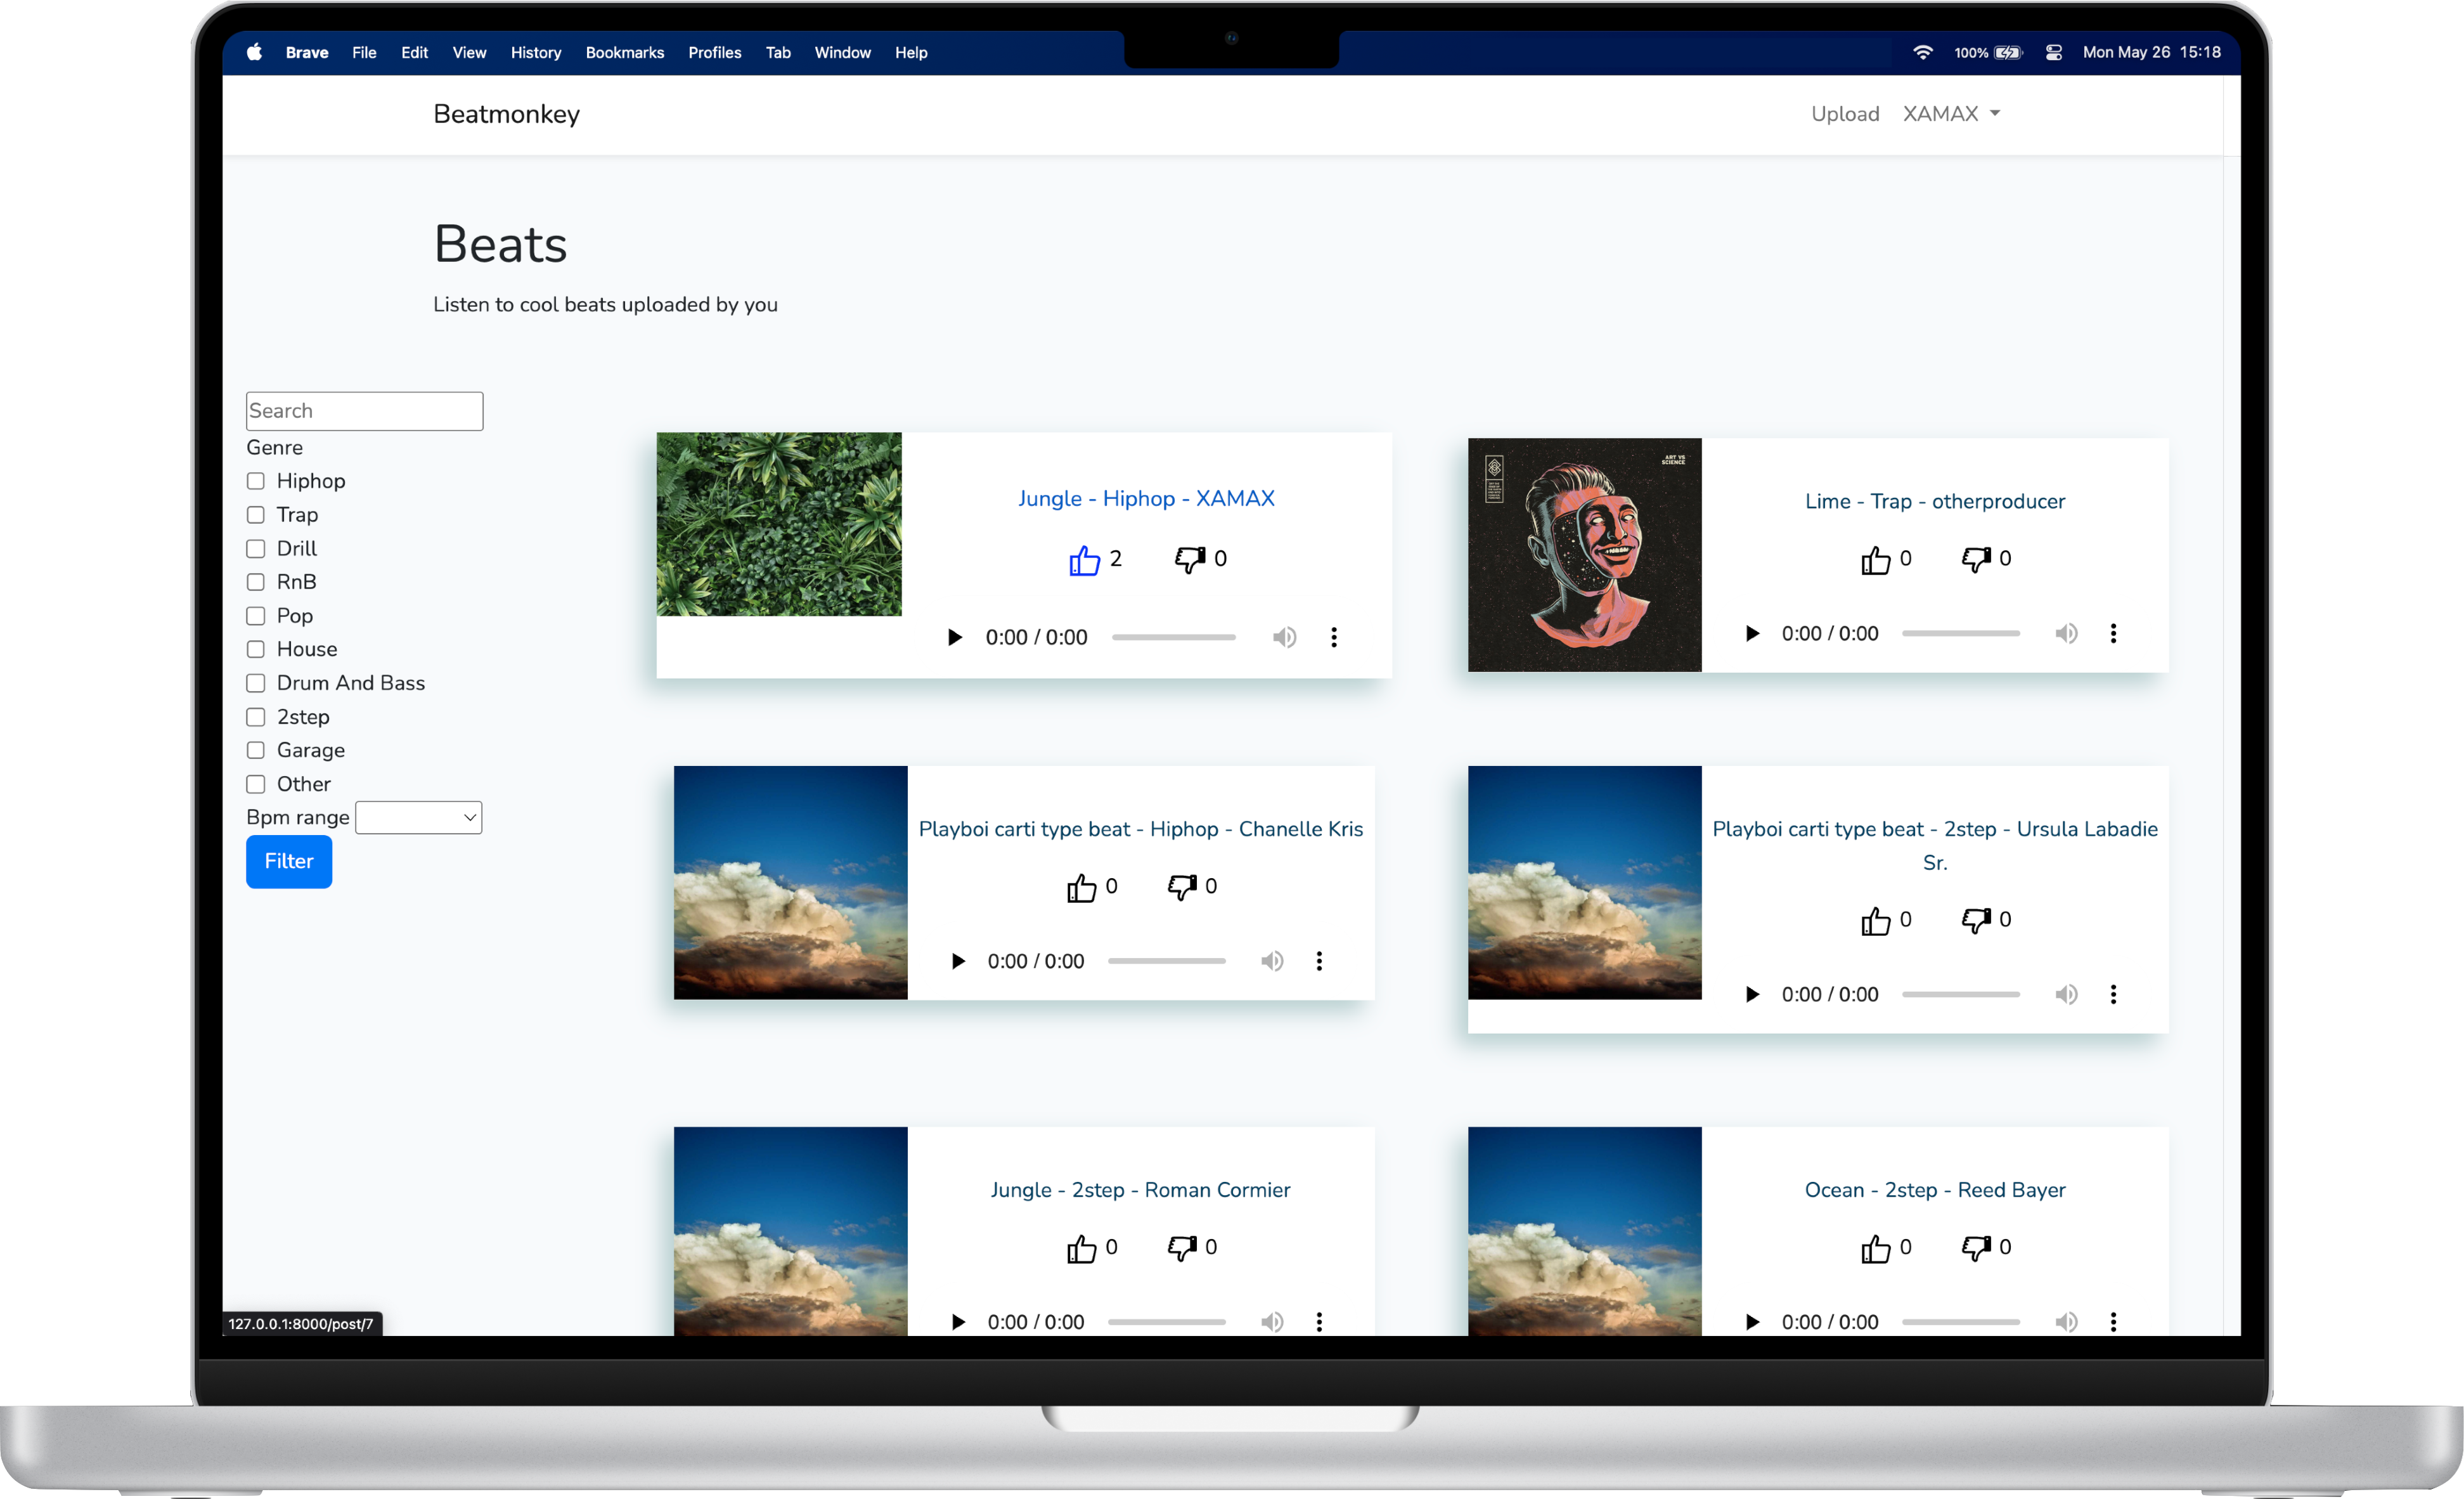 Brave File Edit View History Bookmarks Profiles Tab Window Help
100% Mon May 26 15:18
Beatmonkey
Upload XAMAX
Beats
Listen to cool beats uploaded by you
Search
Genre
Hiphop
Trap
Drill
RnB
Pop
House
Drum And Bass
2step
Garage
Other
Bpm range
Filter
Jungle - Hiphop - XAMAX
2 0
0:00 / 0:00
ART VS
SCIENCE
Lime - Trap - otherproducer
0 0
0:00 / 0:00
Playboi carti type beat - Hiphop - Chanelle Kris
0 0
0:00 / 0:00
Playboi carti type beat - 2step - Ursula Labadie
Sr.
0 0
0:00 / 0:00
Jungle - 2step - Roman Cormier
0 0
0:00 / 0:00
Ocean - 2step - Reed Bayer
0 0
0:00 / 0:00
127.0.0.1:8000/post/7